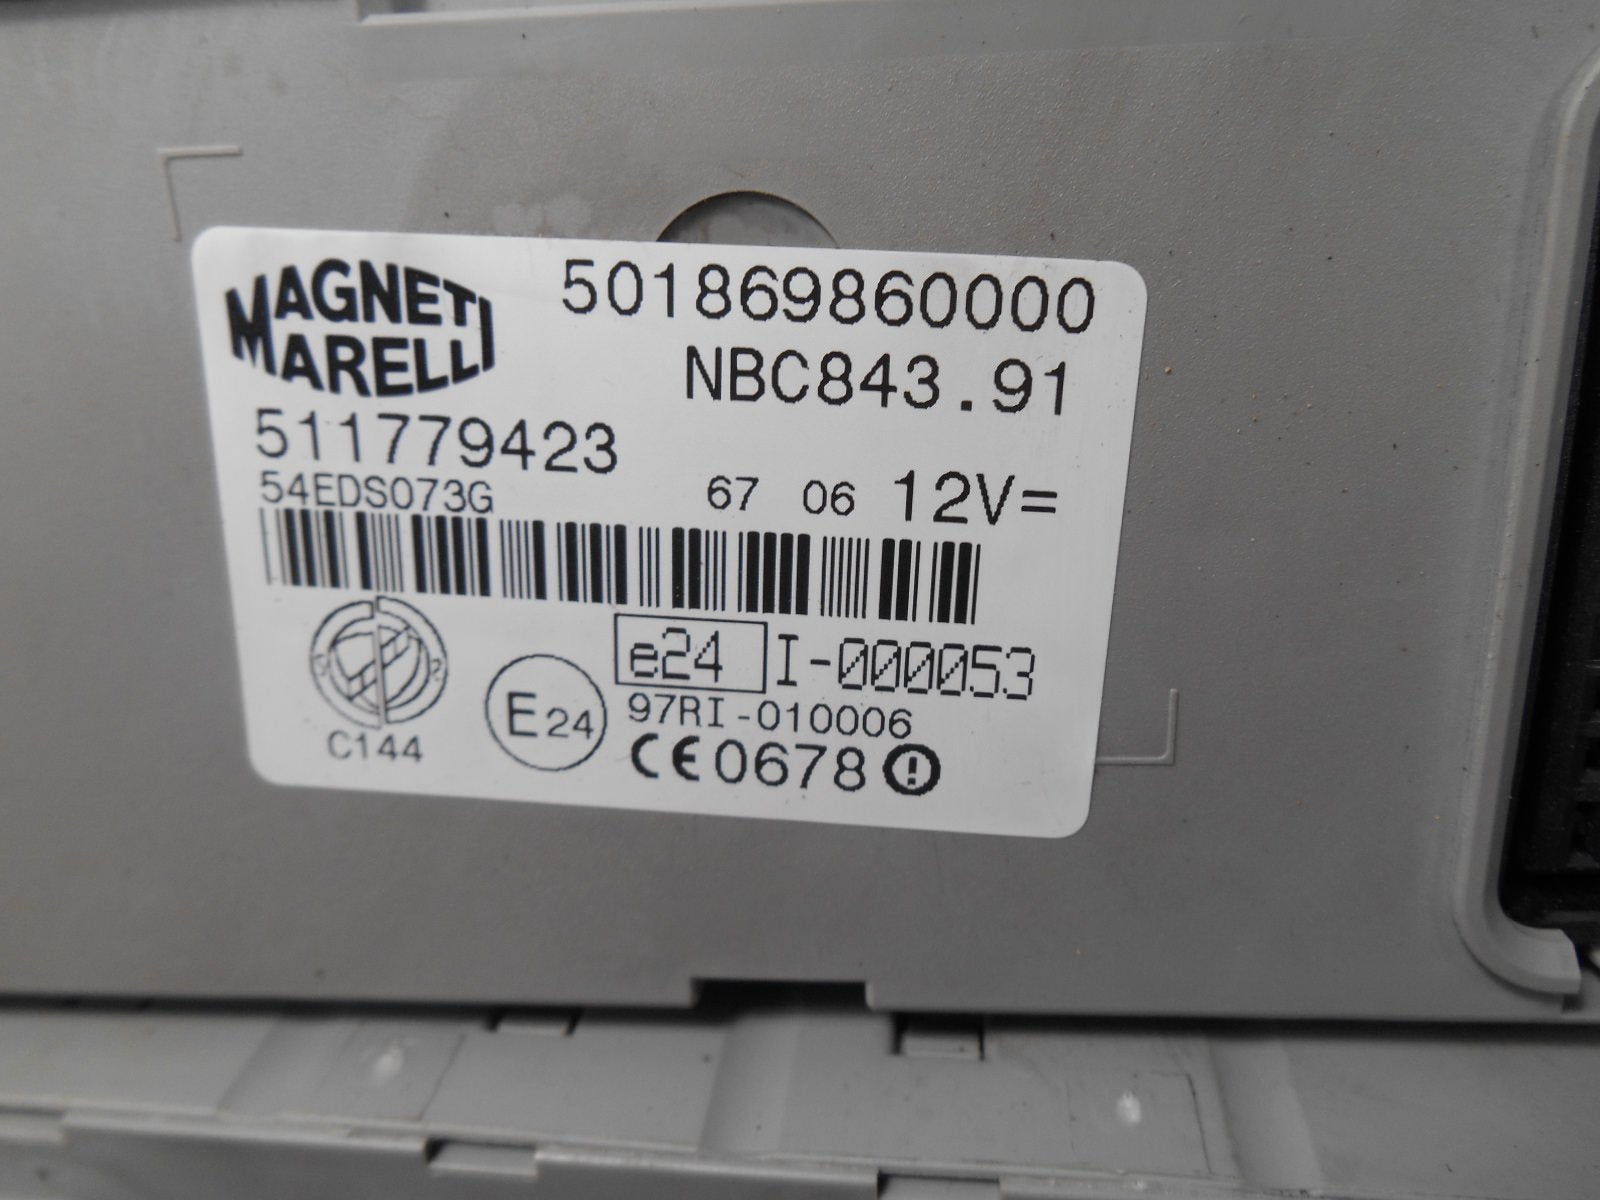 MAGNETI
MARELLI
501869860000
NBC843.91
511779423
54EDS073G 67 06 12V=
e24 I-000053
E24 97RI-010006
C144 CE0678